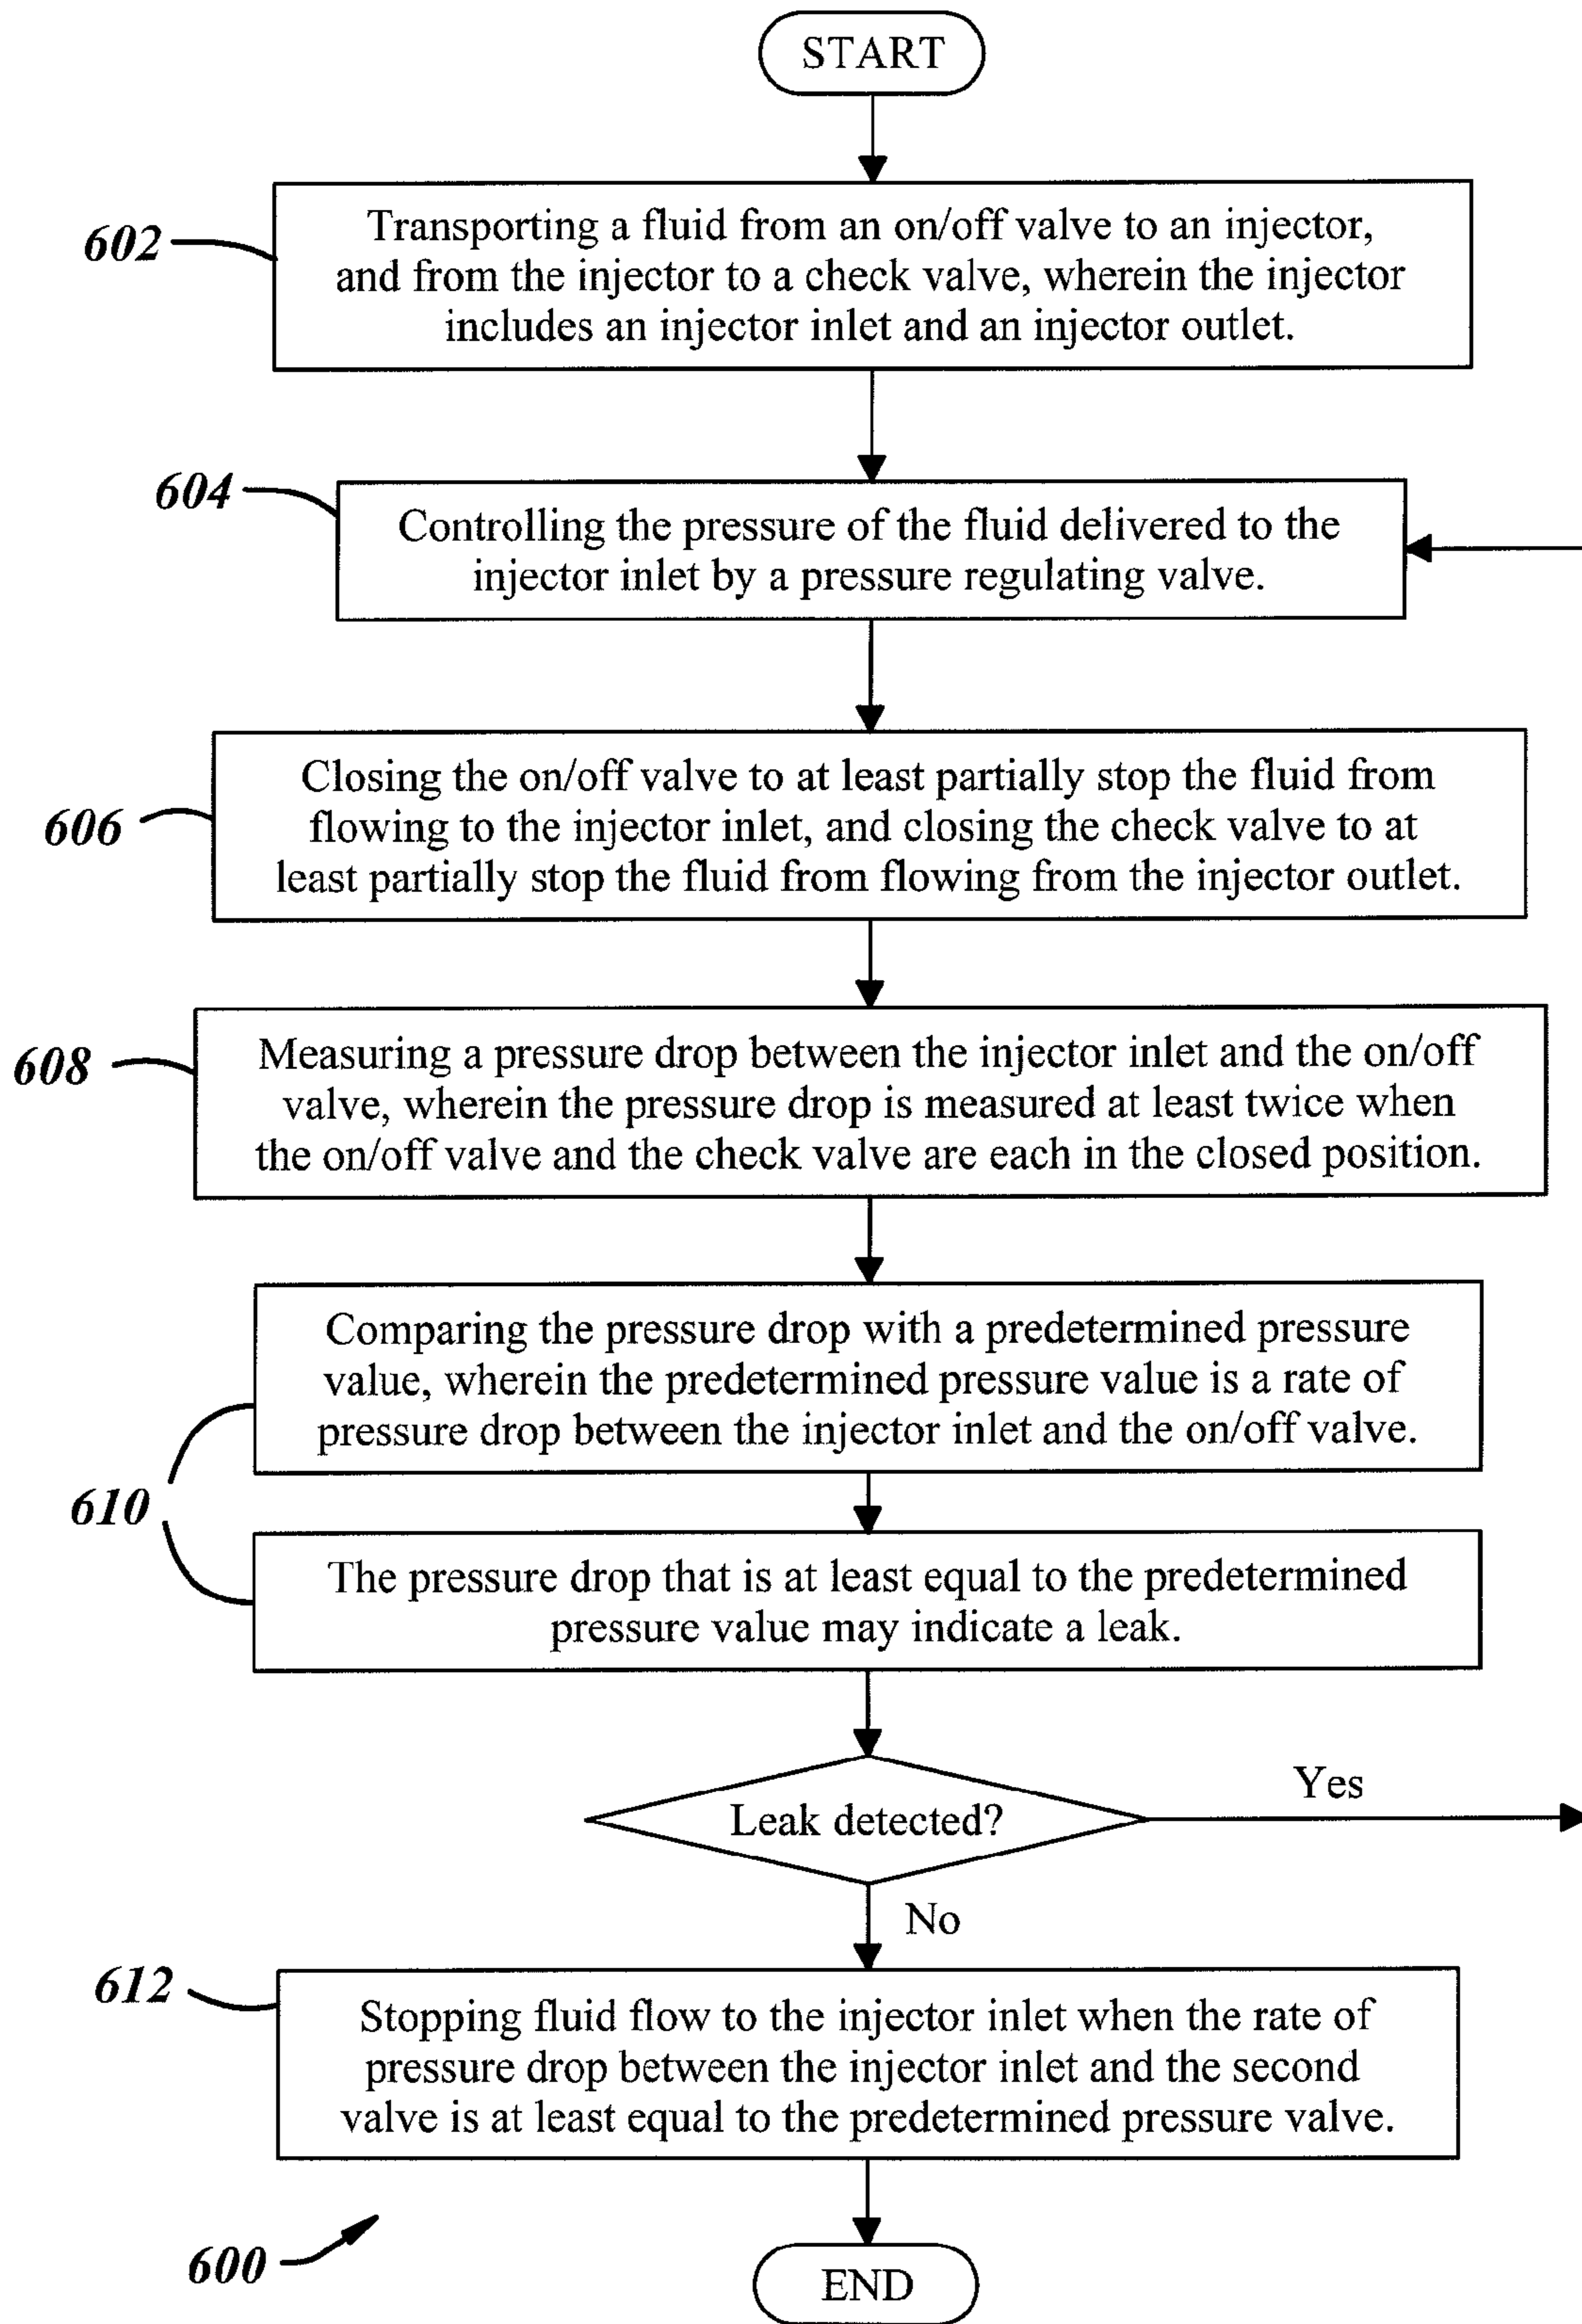 START
602
Transporting a fluid from an on/off valve to an injector,
and from the injector to a check valve, wherein the injector
includes an injector inlet and an injector outlet.
604
Controlling the pressure of the fluid delivered to the
injector inlet by a pressure regulating valve.
606
Closing the on/off valve to at least partially stop the fluid from
flowing to the injector inlet, and closing the check valve to at
least partially stop the fluid from flowing from the injector outlet.
608
Measuring a pressure drop between the injector inlet and the on/off
valve, wherein the pressure drop is measured at least twice when
the on/off valve and the check valve are each in the closed position.
610
Comparing the pressure drop with a predetermined pressure
value, wherein the predetermined pressure value is a rate of
pressure drop between the injector inlet and the on/off valve.
The pressure drop that is at least equal to the predetermined
pressure value may indicate a leak.
Leak detected?
Yes
No
612
Stopping fluid flow to the injector inlet when the rate of
pressure drop between the injector inlet and the second
valve is at least equal to the predetermined pressure valve.
600
END